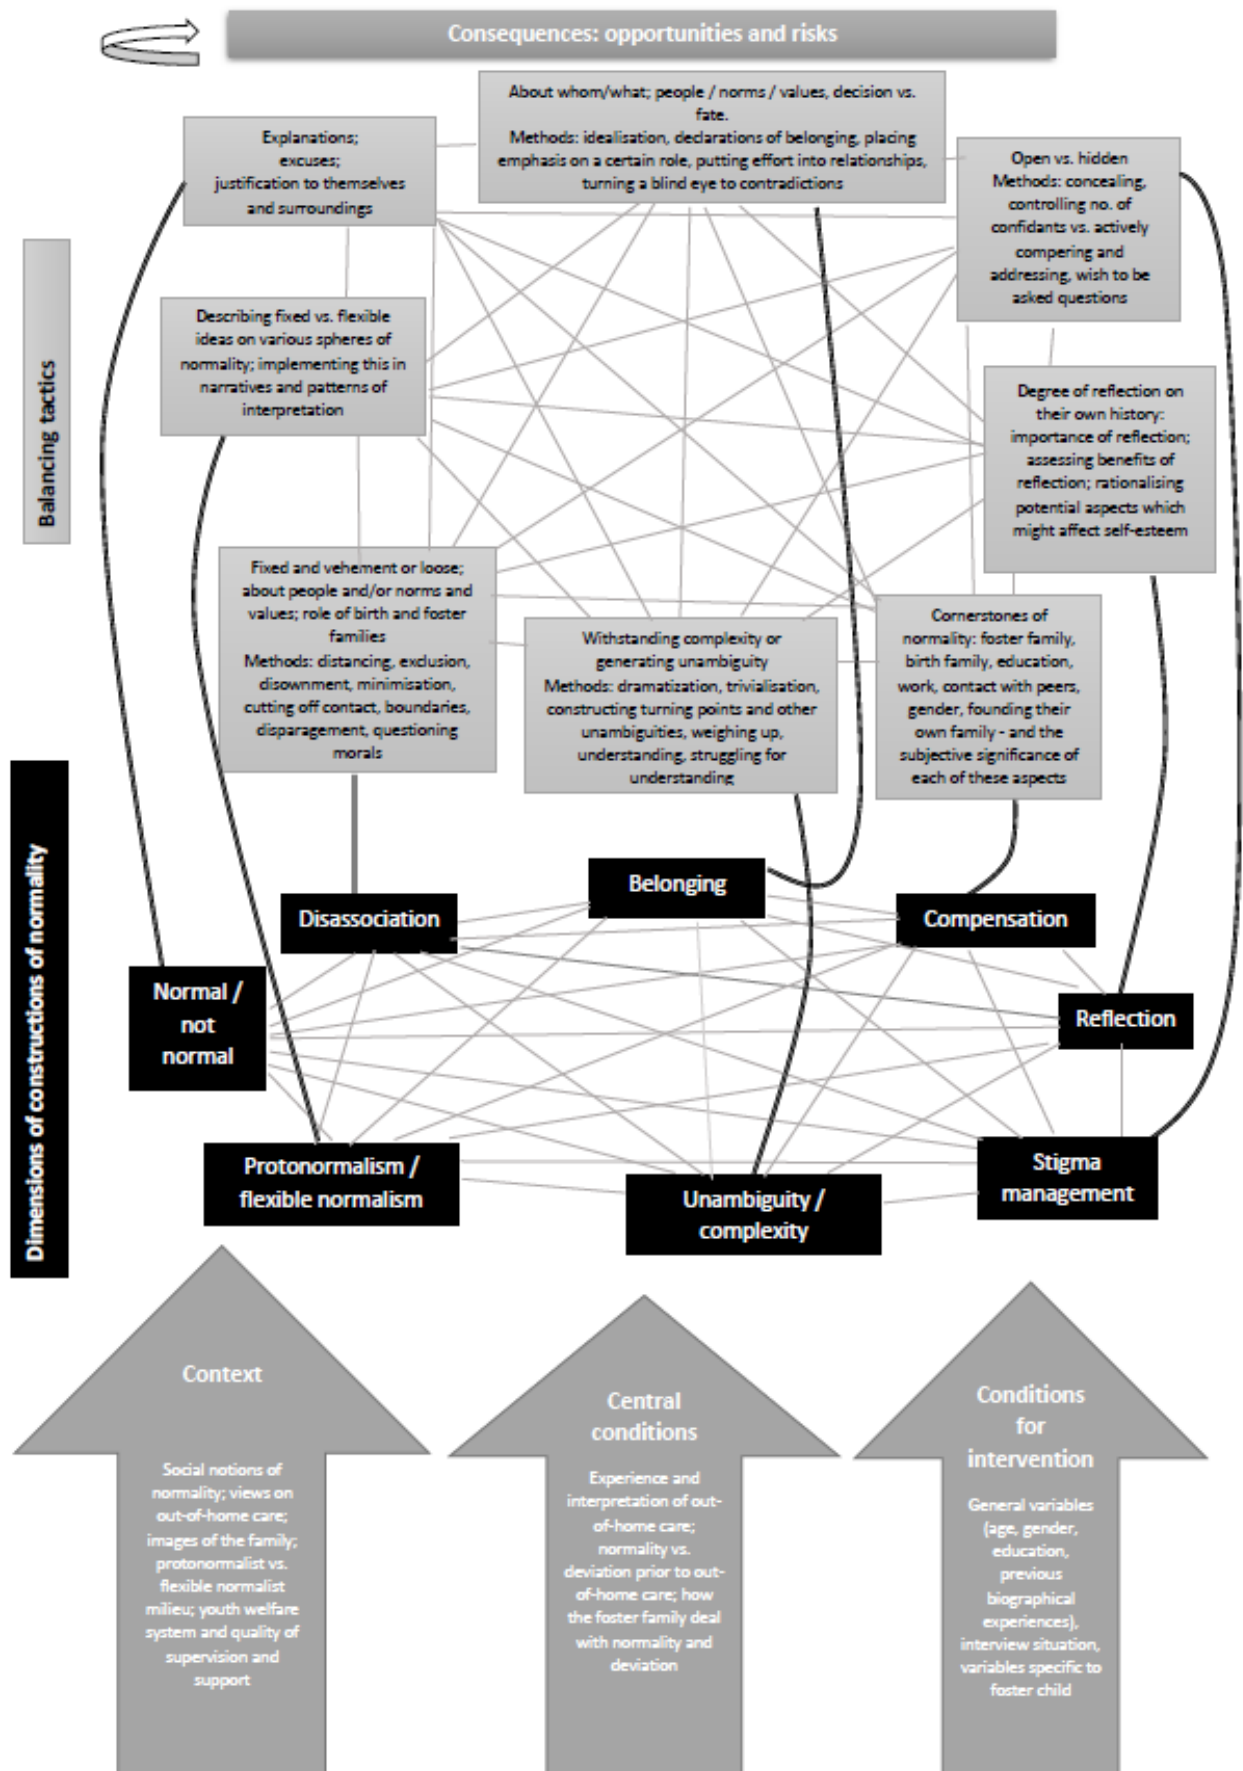 Consequences: opportunities and risks
About whom/what; people / norms / values, decision vs.
fate.
Methods: idealisation, declarations of belonging, placing
emphasis on a certain role, putting effort into relationships,
turning a blind eye to contradictions
Explanations;
excuses;
justification to themselves
and surroundings
Open vs. hidden
Methods: concealing,
controlling no. of
confidants vs. actively
compering and
addressing, wish to be
asked questions
Balancing tactics
Describing fixed vs. flexible
ideas on various spheres of
normality; implementing this in
narratives and patterns of
interpretation
Degree of reflection on
their own history:
importance of reflection;
assessing benefits of
reflection; rationalising
potential aspects which
might affect self-esteem
Fixed and vehement or loose;
about people and/or norms and
values; role of birth and foster
families
Methods: distancing, exclusion,
disownment, minimisation,
cutting off contact, boundaries,
disparagement, questioning
morals
Withstanding complexity or
generating unambiguity
Methods: dramatization, trivialisation,
constructing turning points and other
unambiguities, weighing up,
understanding, struggling for
understanding
Cornerstones of
normality: foster family,
birth family, education,
work, contact with peers,
gender, founding their
own family - and the
subjective significance of
each of these aspects
Dimensions of constructions of normality
Belonging
Disassociation
Compensation
Normal /
not
normal
Reflection
Protonormalism /
flexible normalism
Unambiguity /
complexity
Stigma
management
Context
Social notions of
normality; views on
out-of-home care;
images of the family;
protonormalist vs.
flexible normalist
milieu; youth welfare
system and quality of
supervision and
support
Central
conditions
Experience and
interpretation of out-
of-home care;
normality vs.
deviation prior to out-
of-home care; how
the foster family deal
with normality and
deviation
Conditions
for
intervention
General variables
(age, gender,
education,
previous
biographical
experiences),
interview situation,
variables specific to
foster child